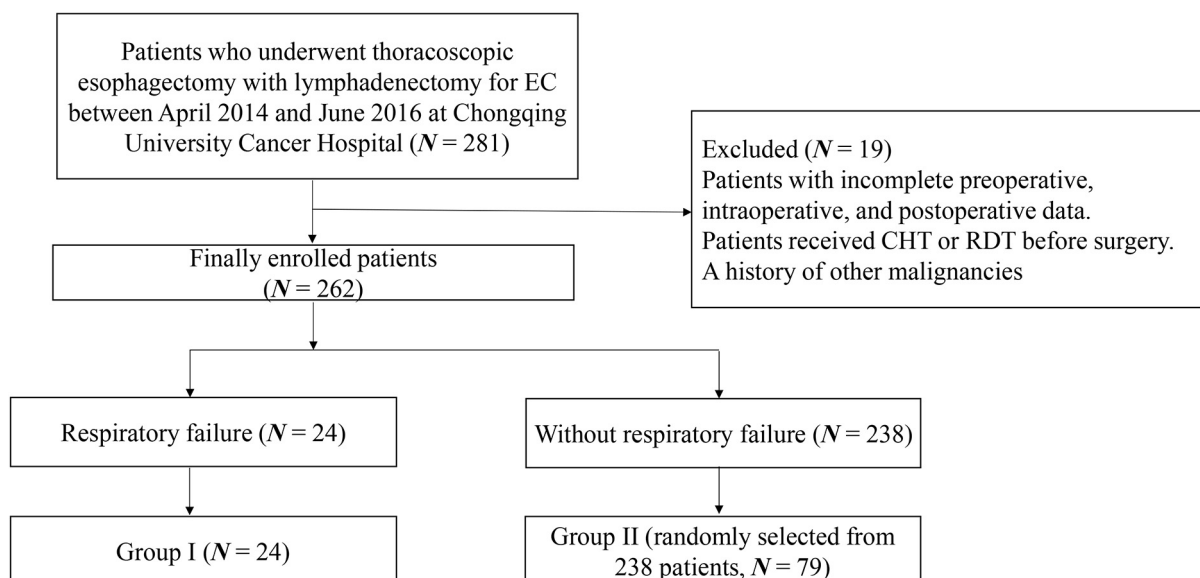 Patients who underwent thoracoscopic
esophagectomy with lymphadenectomy for EC
between April 2014 and June 2016 at Chongqing
University Cancer Hospital (N = 281)
Excluded (N = 19)
Patients with incomplete preoperative,
intraoperative, and postoperative data.
Patients received CHT or RDT before surgery.
A history of other malignancies
Finally enrolled patients
(N = 262)
Respiratory failure (N = 24)
Without respiratory failure (N = 238)
Group I (N = 24)
Group II (randomly selected from
238 patients, N = 79)